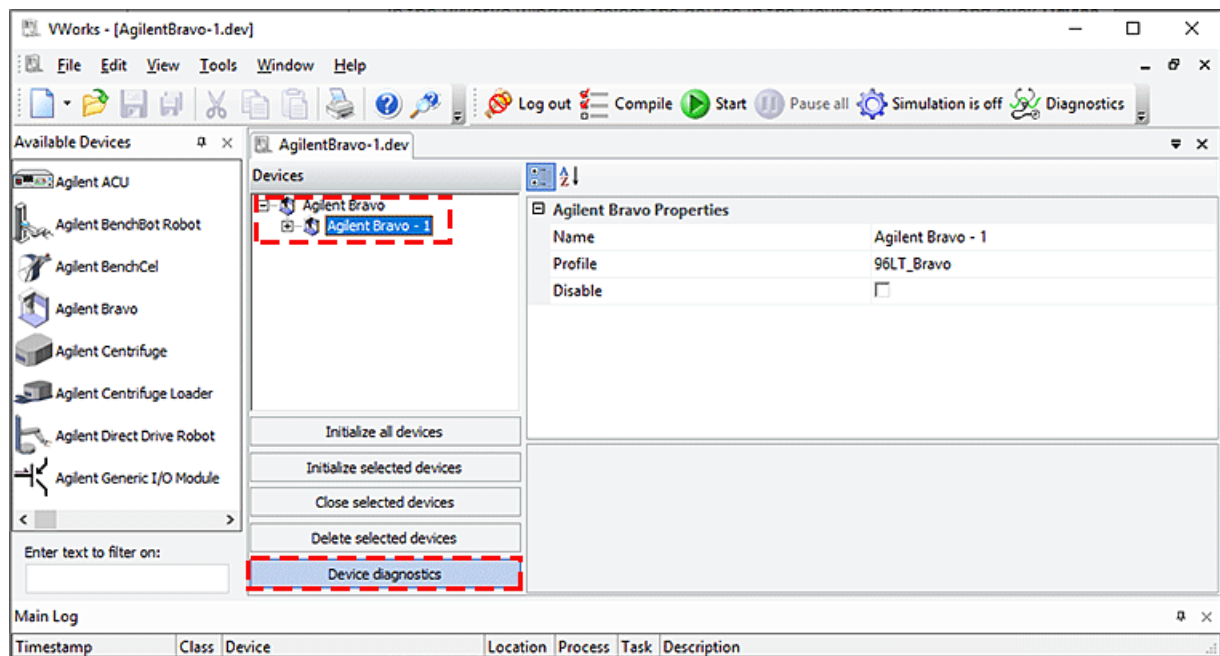 VWorks - [AgilentBravo-1.dev]
File Edit View Tools Window Help
Log out Compile Start Pause all Simulation is off Diagnostics
Available Devices
Agilent ACU
Agilent BenchBot Robot
Agilent BenchCel
Agilent Bravo
Agilent Centrifuge
Agilent Centrifuge Loader
Agilent Direct Drive Robot
Agilent Generic I/O Module
Enter text to filter on:
AgilentBravo-1.dev
Devices
Agilent Bravo
Agilent Bravo - 1
Initialize all devices
Initialize selected devices
Close selected devices
Delete selected devices
Device diagnostics
Agilent Bravo Properties
Name Agilent Bravo - 1
Profile 96LT_Bravo
Disable
Main Log
Timestamp Class Device Location Process Task Description